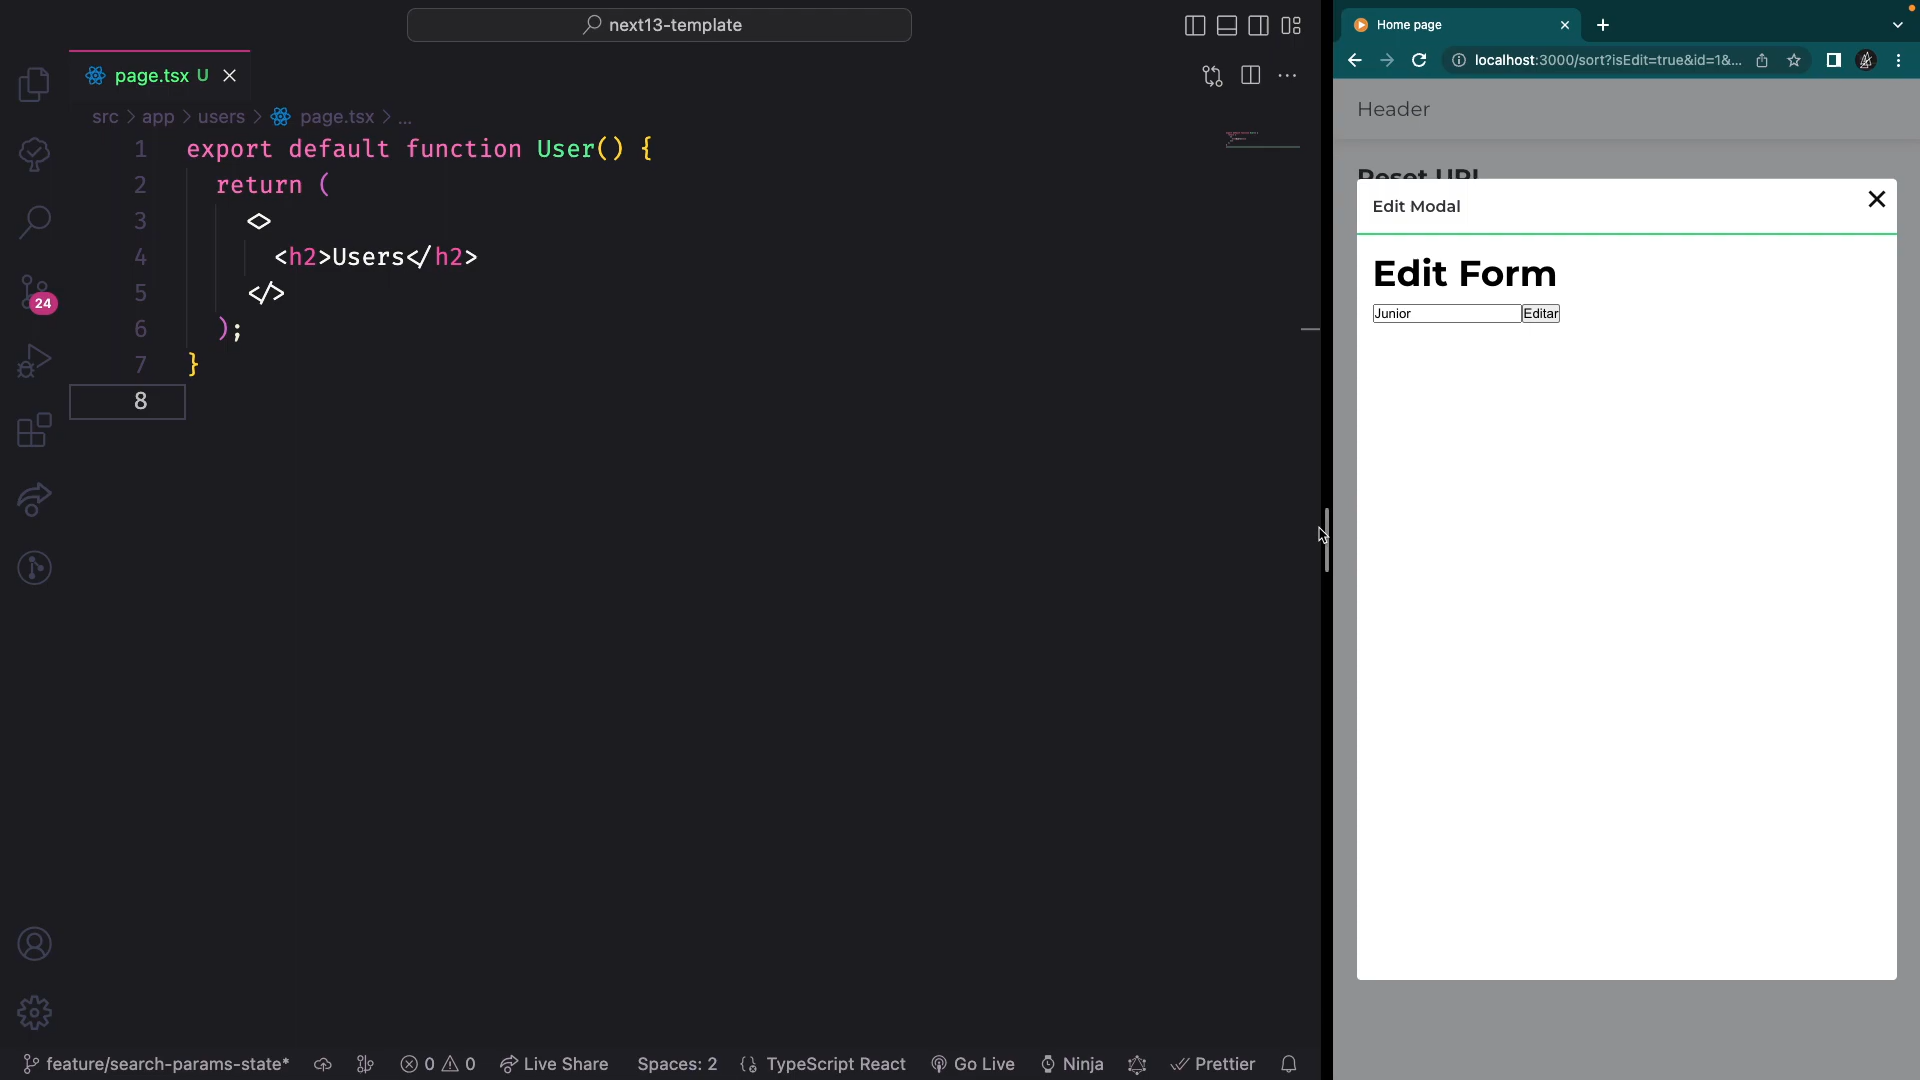 next13-template
page.tsx U
src > app > users > page.tsx > ...
1 export default function User() {
2 return (
3 <>
4 <h2>Users</h2>
5 </>
6 );
7 }
8
24
feature/search-params-state*
0 0
Live Share
Spaces: 2
{} TypeScript React
Go Live
Ninja
Prettier
Home page
localhost:3000/sort?isEdit=true&id=1&...
Header
Reset URL
Edit Modal
Edit Form
Junior
Editar